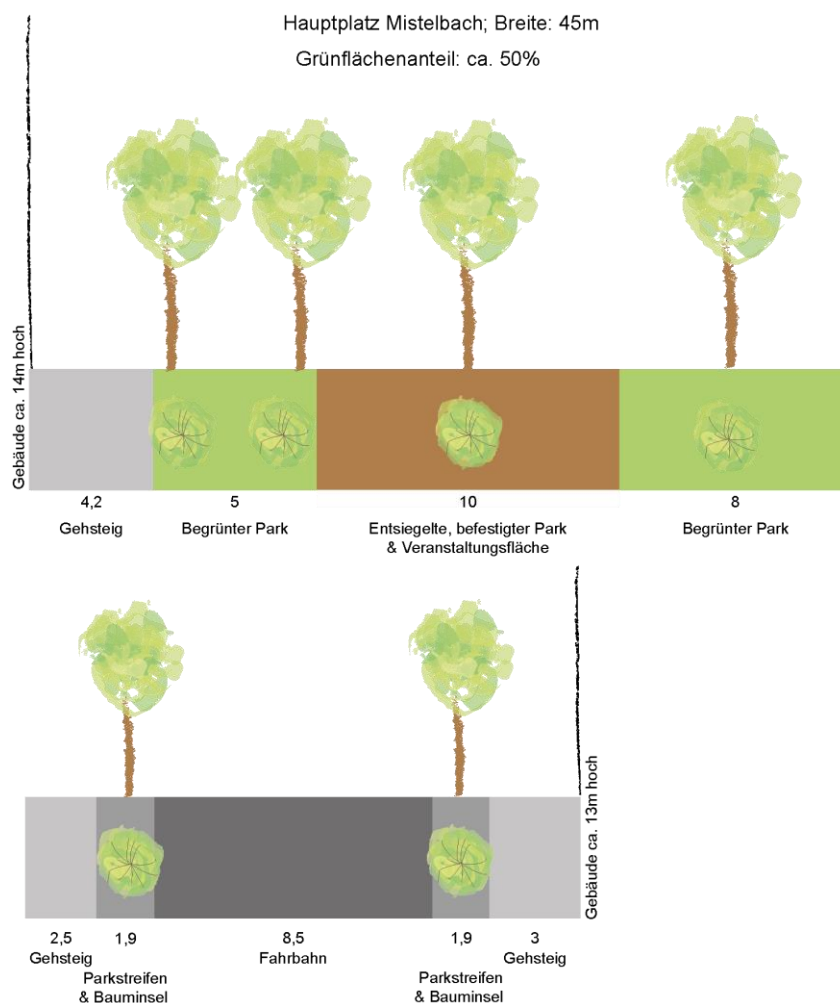 Hauptplatz Mistelbach; Breite: 45m
Grünflächenanteil: ca. 50%
Gebäude ca. 14m hoch
4,2
5
10
8
Gehsteig
Begrünter Park
Entsiegelte, befestigter Park
& Veranstaltungsfläche
Begrünter Park
Gebäude ca. 13m hoch
2,5
1,9
8,5
1,9
3
Gehsteig
Fahrbahn
Gehsteig
Parkstreifen
& Bauminsel
Parkstreifen
& Bauminsel